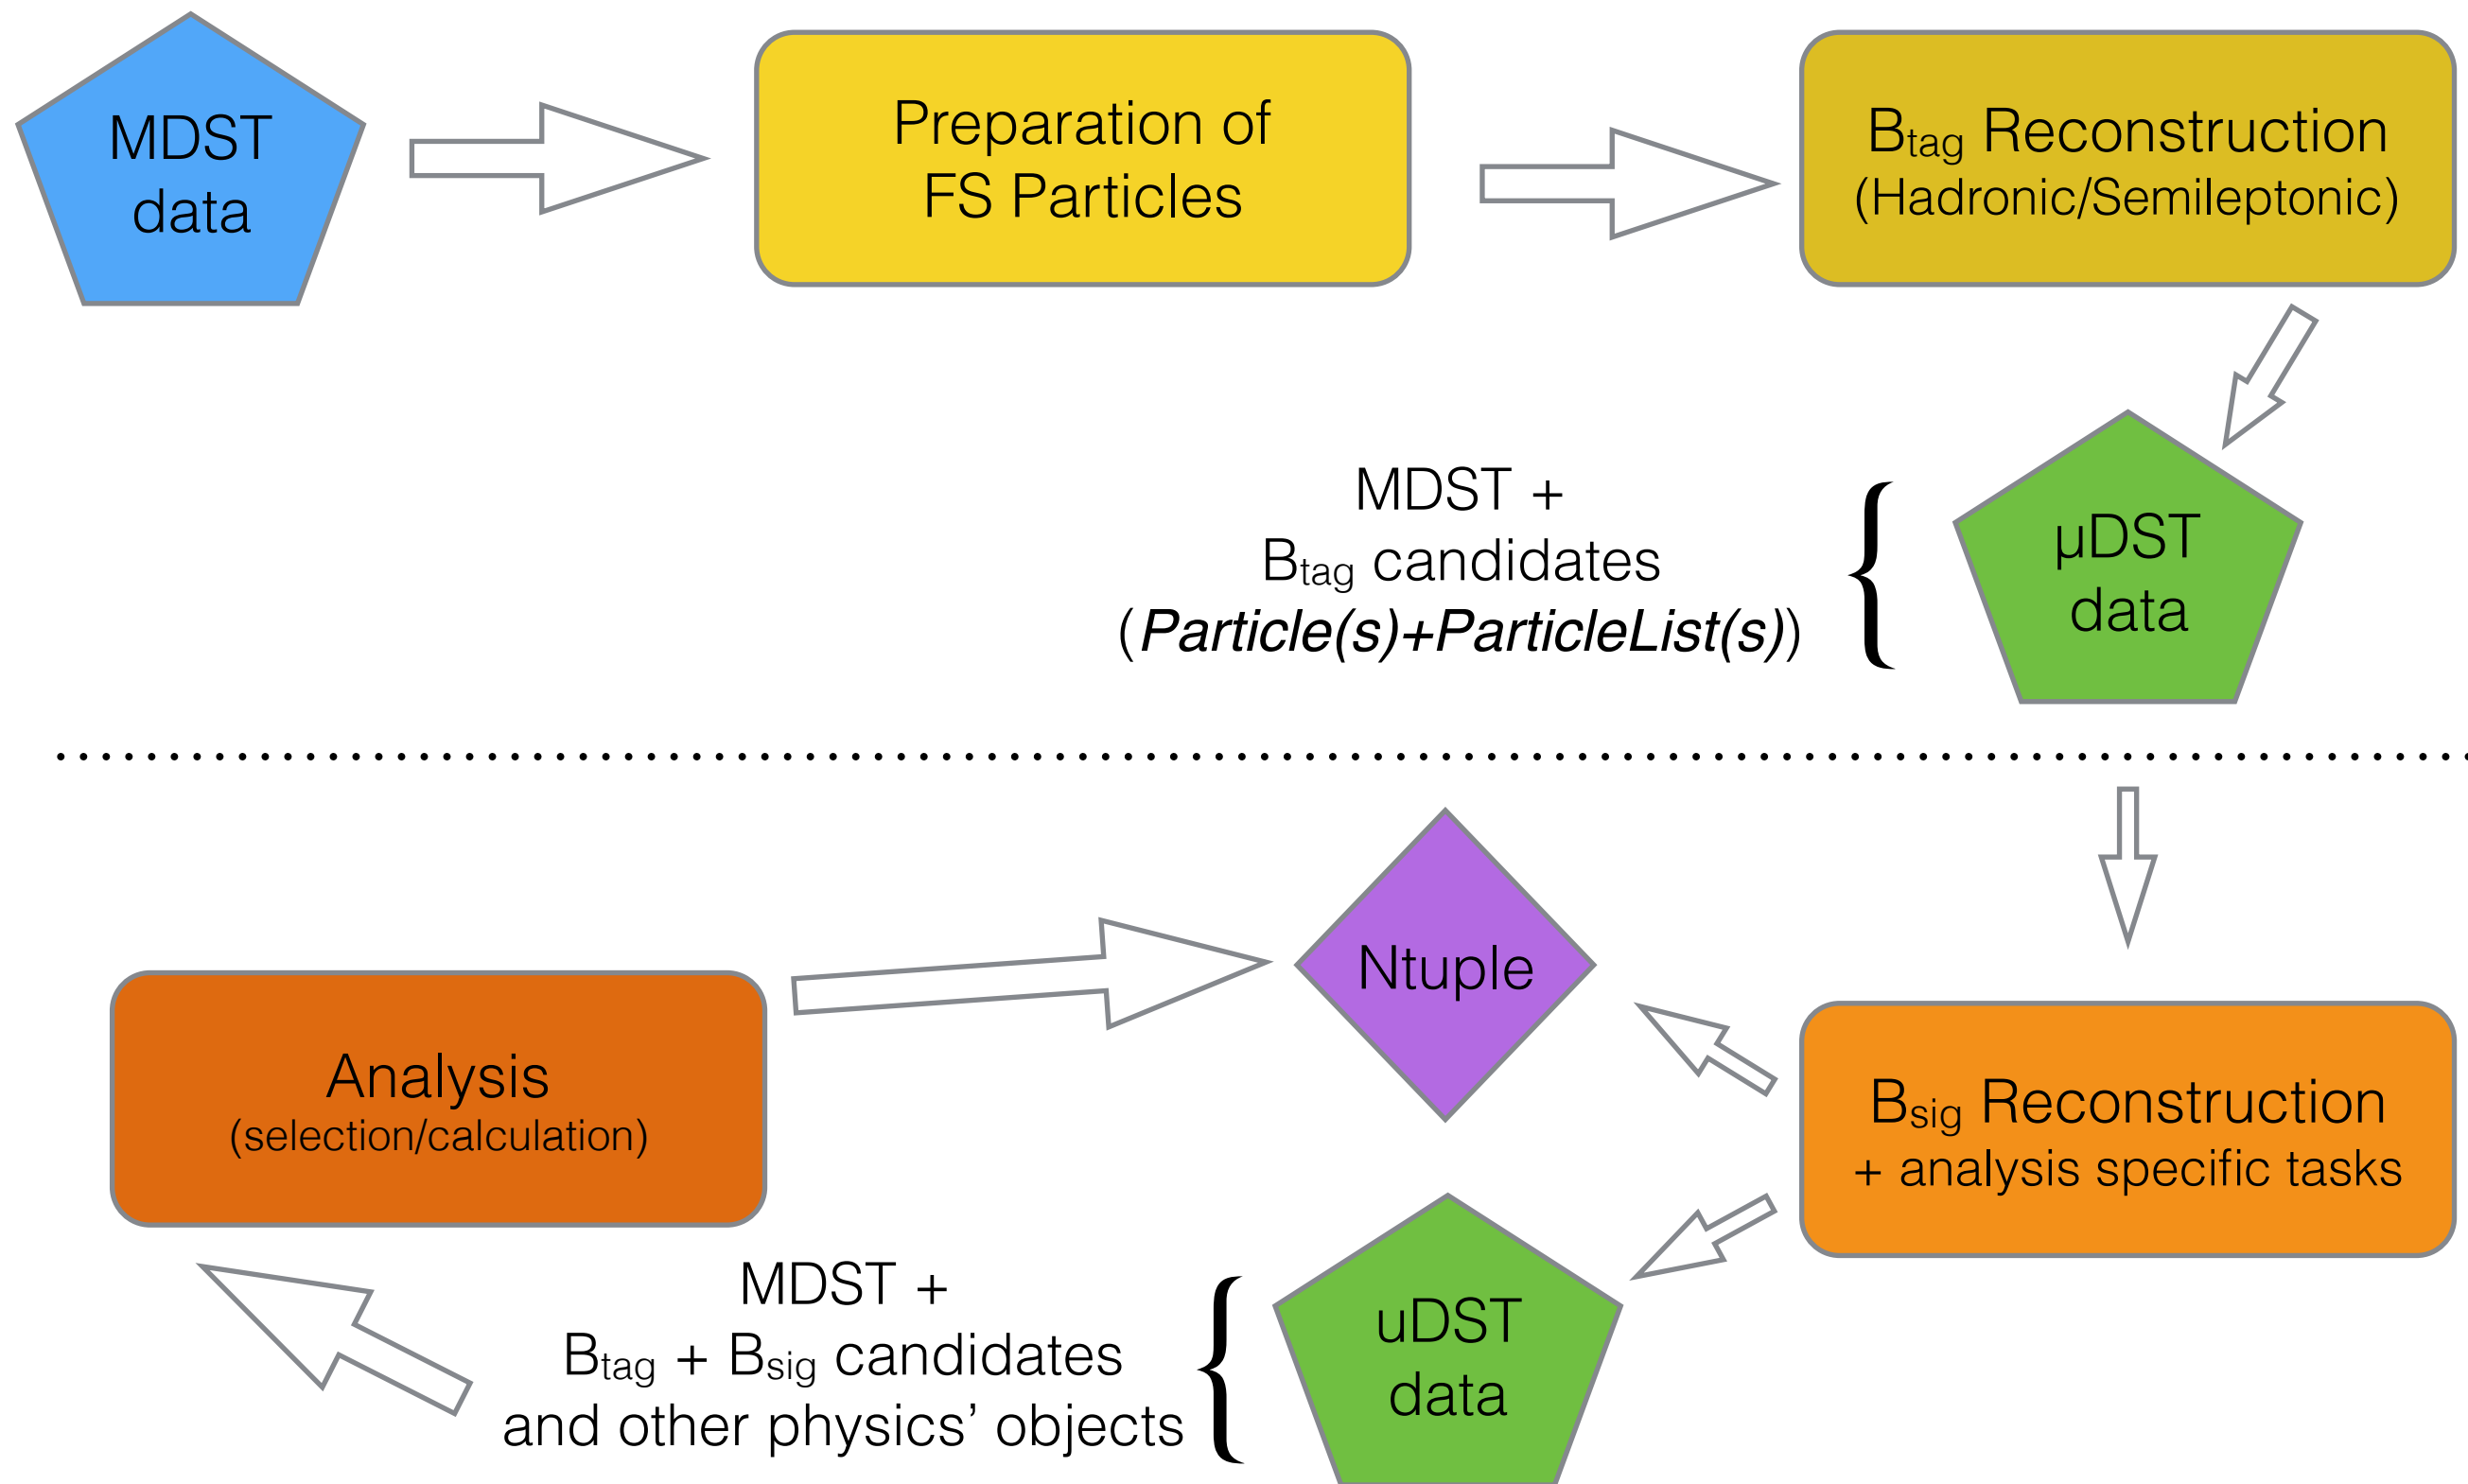 MDST
data
Preparation of
FS Particles
Btag Reconstruction
(Hadronic/Semileptonic)
MDST +
Btag candidates
(Particle(s)+ParticleList(s))
{
µDST
data
Ntuple
Analysis
(selection/calculation)
Bsig Reconstruction
+ analysis specific tasks
MDST +
Btag + Bsig candidates
and other physics’ objects
{
uDST
data